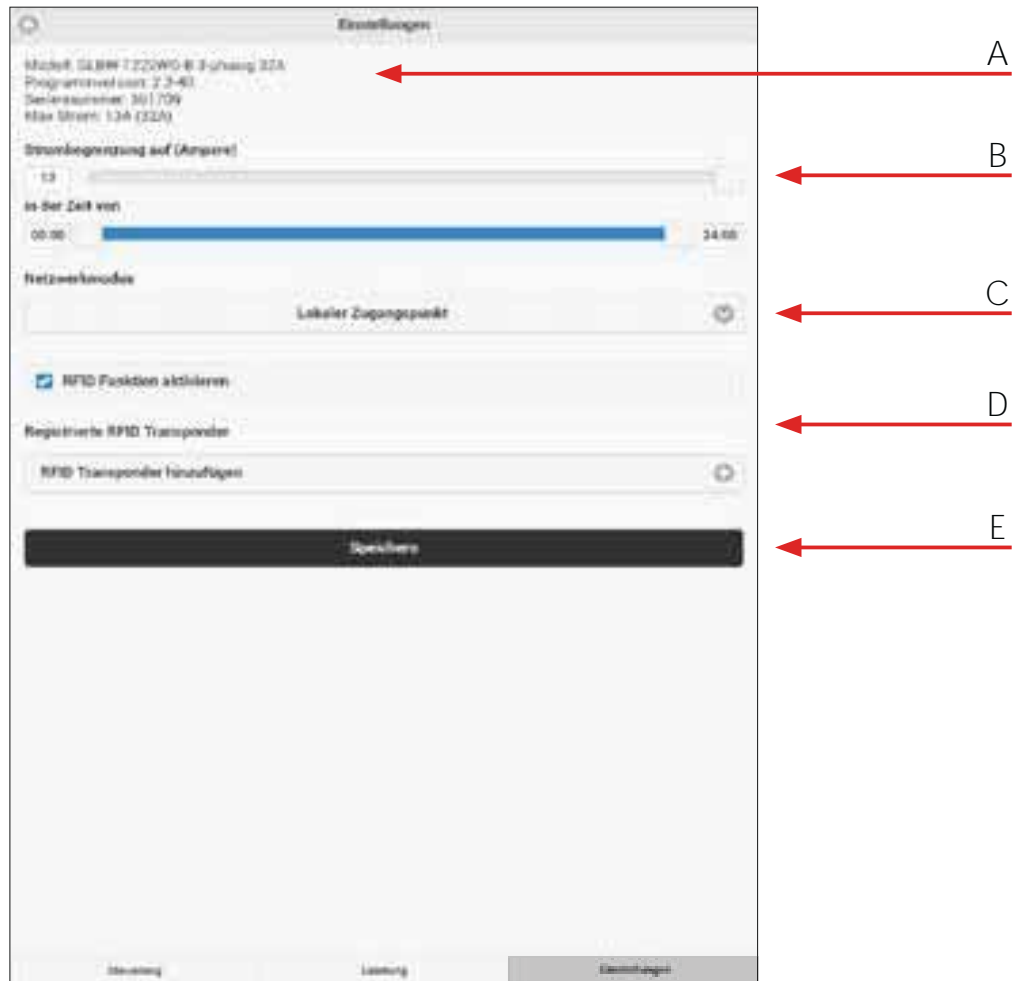 Einstellungen
A
Modell: 3-phasig 32A
Programmversion: 2.3-40
Seriennummer: 301709
Max Strom: 13A (32A)
Strombegrenzung auf (Ampere)
B
13
in der Zeit von
00:00 24:00
Netzwerkmodus
C
Lokaler Zugangspunkt
RFID Funktion aktivieren
D
Registrierte RFID Transponder
RFID Transponder hinzufügen
E
Speichern
Steuerung Leistung Einstellungen